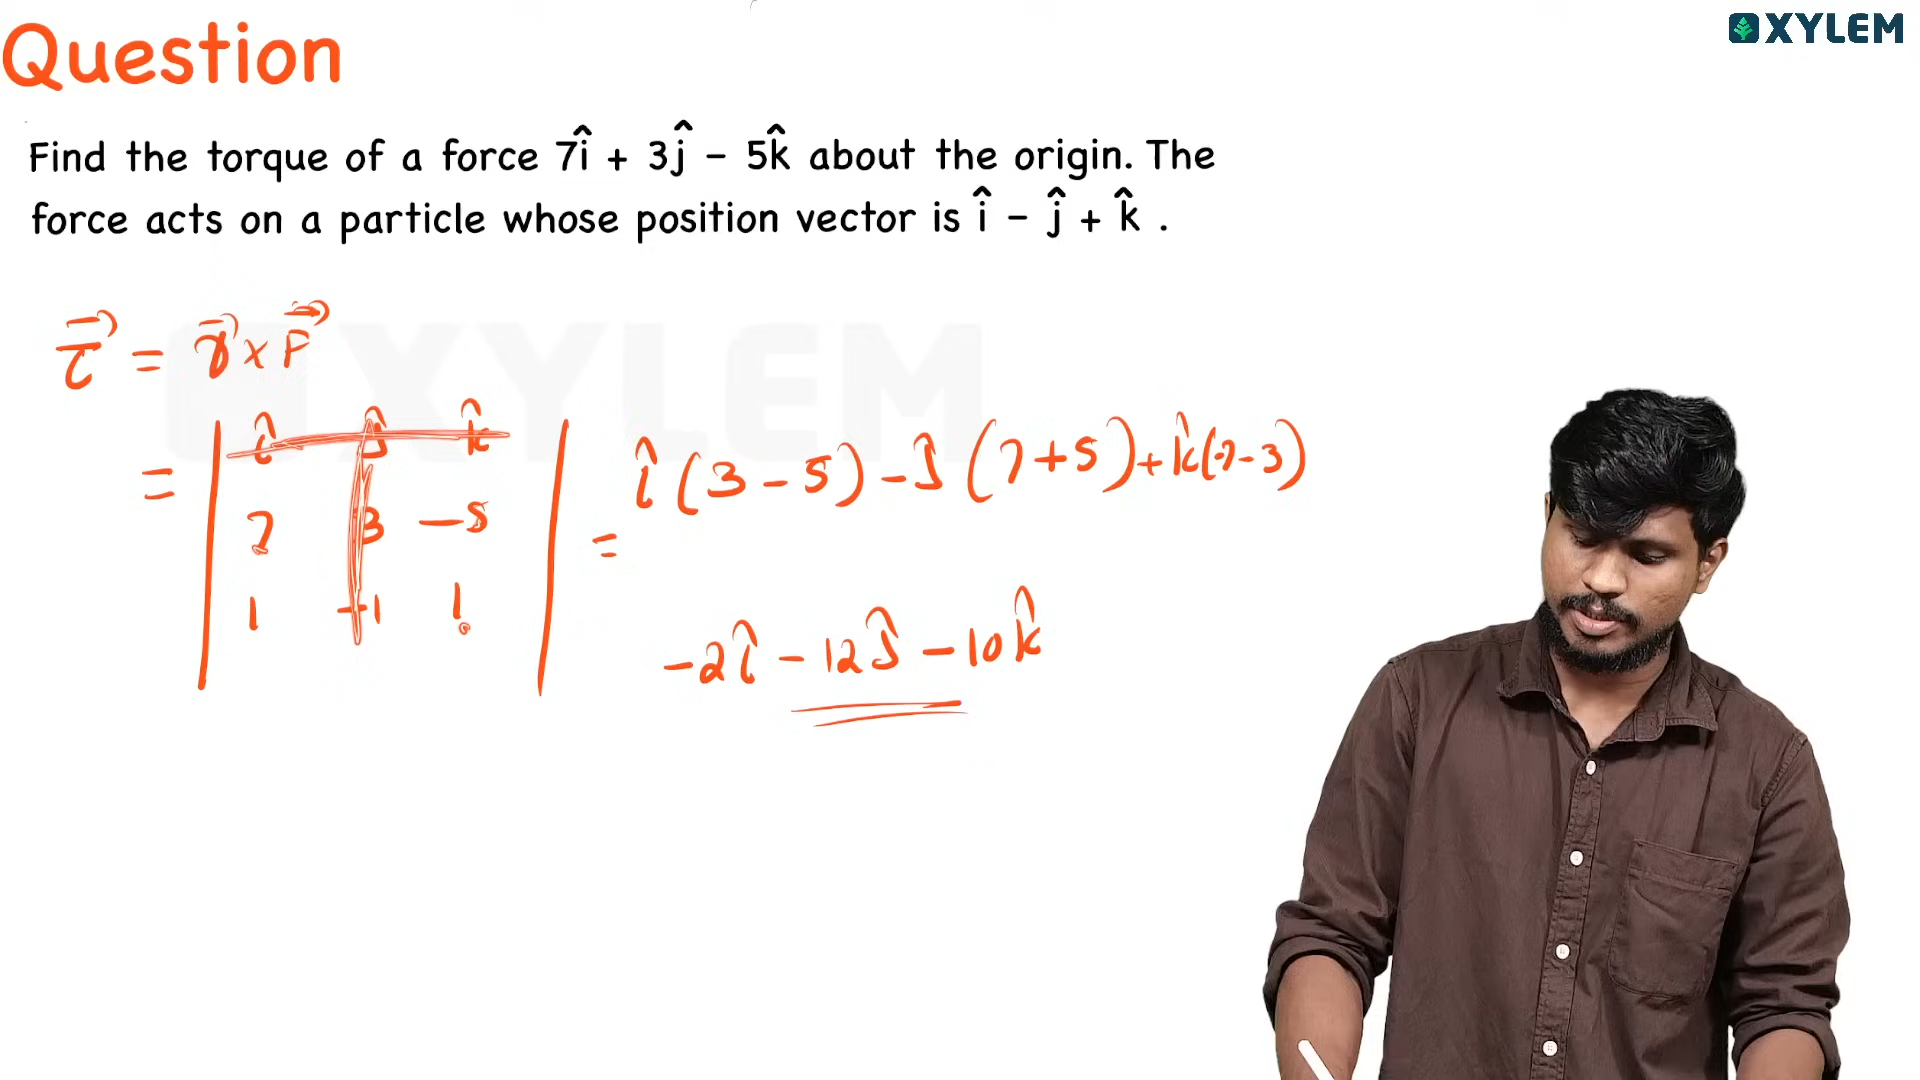 Question
XYLEM
Find the torque of a force 7î + 3ĵ - 5k̂ about the origin. The
force acts on a particle whose position vector is î - ĵ + k̂ .
τ⃗ = r⃗ × F⃗
XYLEM
= | î ĵ k̂ |
7 3 -5
1 -1 1
= î (3 - 5) - ĵ (7 + 5) + k̂ (-7 - 3)
-2î - 12ĵ - 10k̂